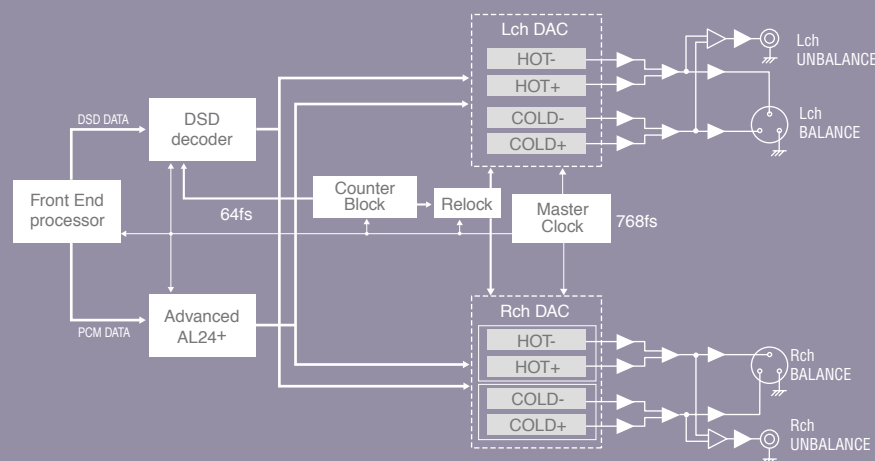 Lch DAC
HOT-
HOT+
COLD-
COLD+
Lch
UNBALANCE
Lch
BALANCE
DSD DATA
DSD
decoder
Front End
processor
64fs
Counter
Block
Relock
Master
Clock
768fs
PCM DATA
Advanced
AL24+
Rch DAC
HOT-
HOT+
COLD-
COLD+
Rch
BALANCE
Rch
UNBALANCE